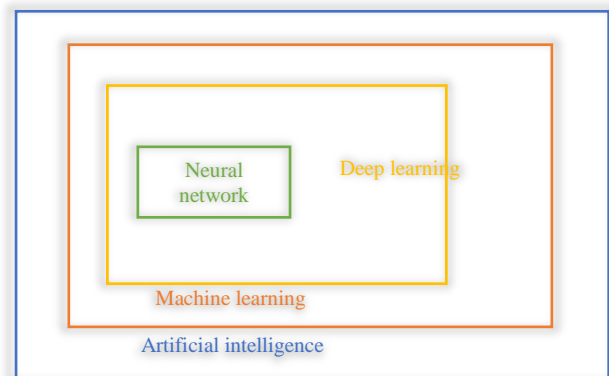 Neural
network
Deep learning
Machine learning
Artificial intelligence